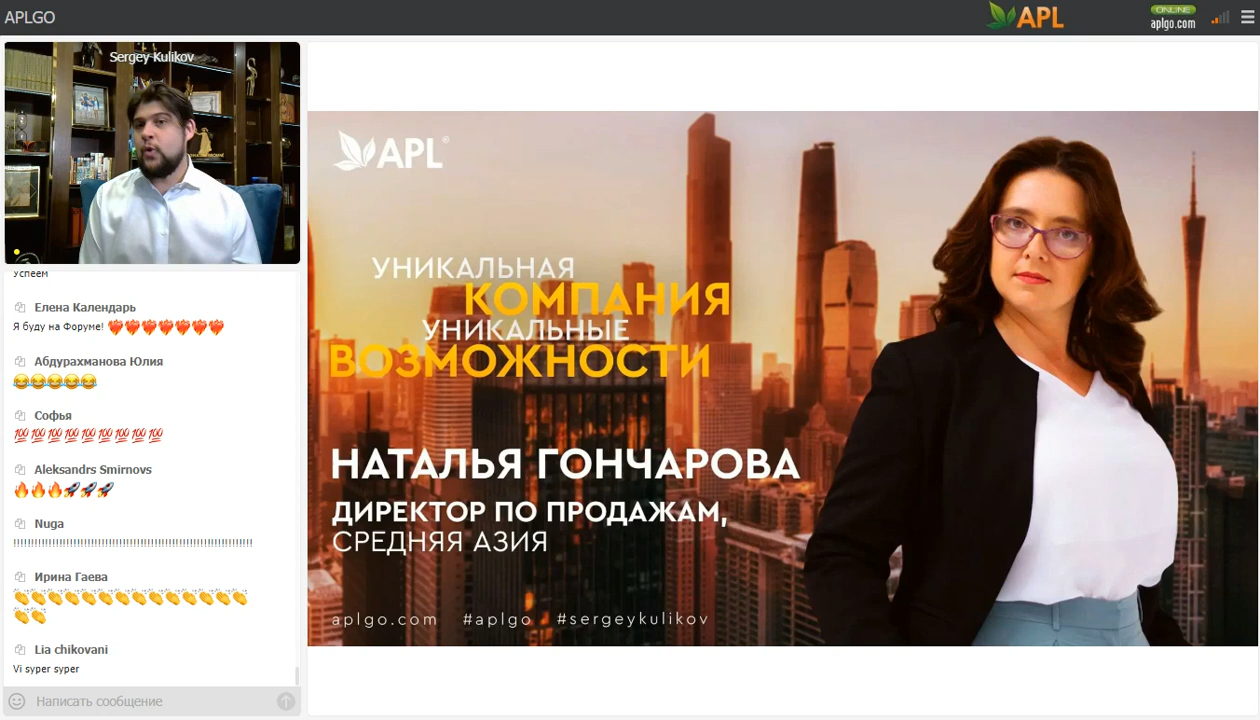 APLGO
APL
ONLINE
aplgo.com
Sergey Kulikov
Успеем
Елена Календарь
Я буду на Форуме! ❤️‍🔥❤️‍🔥❤️‍🔥❤️‍🔥❤️‍🔥❤️‍🔥❤️‍🔥
Абдурахманова Юлия
😂😂😂😂😂
Софья
💯💯💯💯💯💯💯💯💯
Aleksandrs Smirnovs
🔥🔥🔥🚀🚀🚀
Nuga
!!!!!!!!!!!!!!!!!!!!!!!!!!!!!!!!!!!!!!!!!!!!!!!!!!!!!!!!!!!!!!!!!!!!
Ирина Гаева
👏👏👏👏👏👏👏👏👏👏👏👏👏👏
👏👏
Lia chikovani
Vi syper syper
Написать сообщение
APL®
УНИКАЛЬНАЯ
КОМПАНИЯ
УНИКАЛЬНЫЕ
ВОЗМОЖНОСТИ
НАТАЛЬЯ ГОНЧАРОВА
ДИРЕКТОР ПО ПРОДАЖАМ,
СРЕДНЯЯ АЗИЯ
aplgo.com #aplgo #sergeykulikov